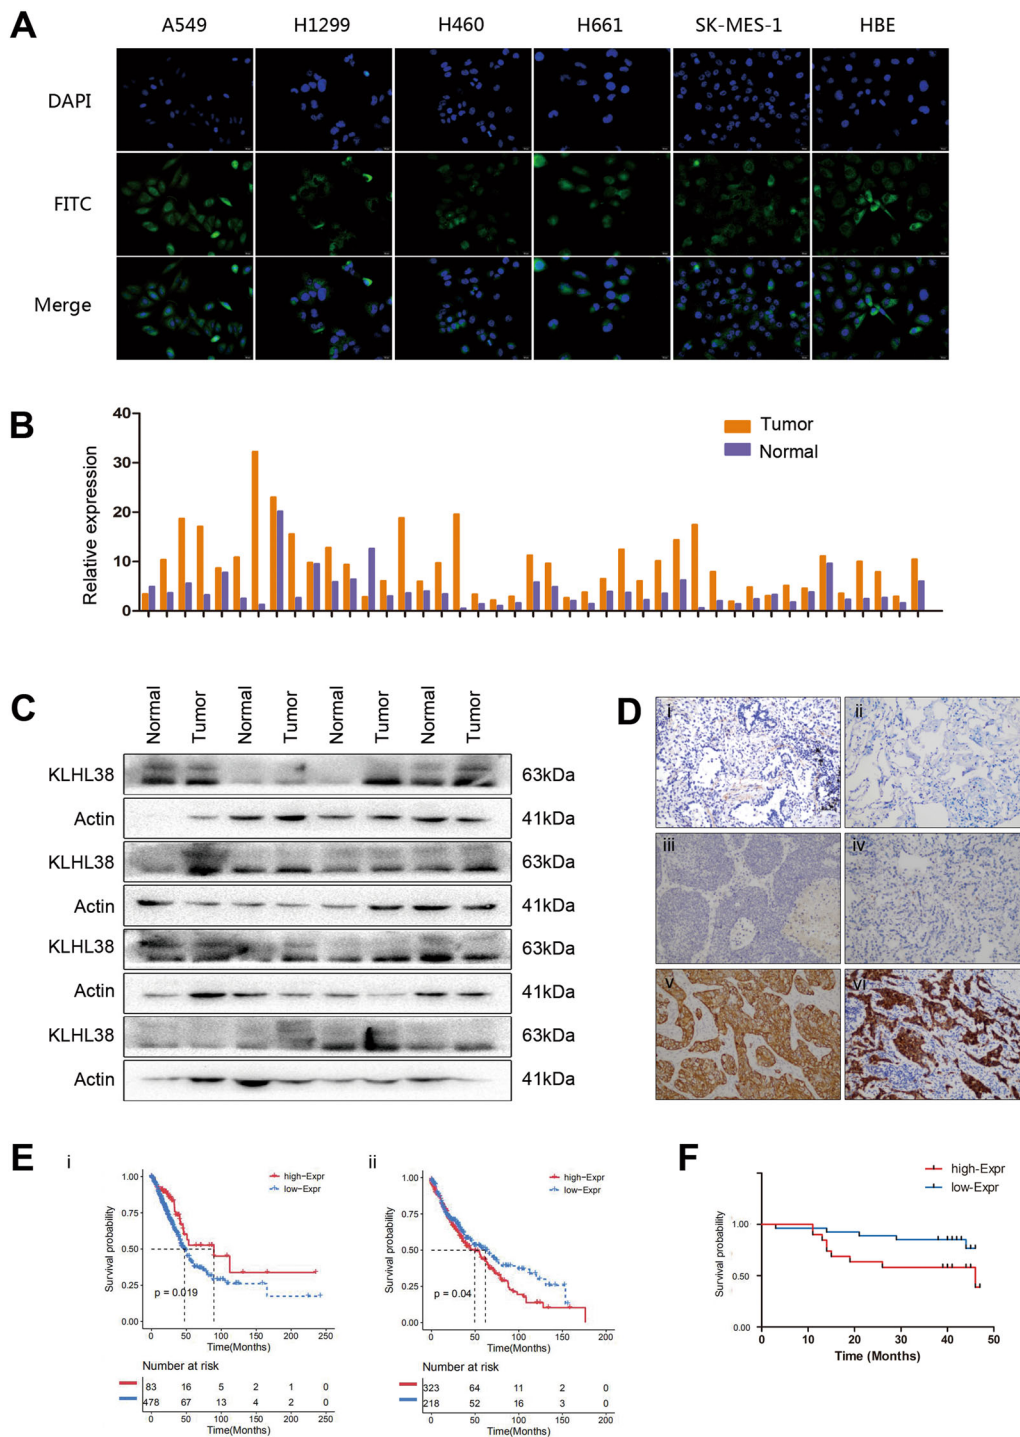 A
A549 H1299 H460 H661 SK-MES-1 HBE
DAPI
FITC
Merge
B
Relative expression
40
30
20
10
0
Tumor
Normal
C
Normal Tumor Normal Tumor Normal Tumor Normal Tumor
KLHL38 63kDa
Actin 41kDa
KLHL38 63kDa
Actin 41kDa
KLHL38 63kDa
Actin 41kDa
KLHL38 63kDa
Actin 41kDa
D
i ii
iii iv
v vi
E
i
high-Expr
low-Expr
Survival probability
1.00
0.75
0.50
0.25
0.00
p = 0.019
0 50 100 150 200 250
Time(Months)
Number at risk
83 16 5 2 1 0
478 67 13 4 2 0
0 50 100 150 200 250
Time(Months)
ii
high-Expr
low-Expr
Survival probability
1.00
0.75
0.50
0.25
0.00
p = 0.04
0 50 100 150 200
Time(Months)
Number at risk
323 64 11 2 0
218 52 16 3 0
0 50 100 150 200
Time(Months)
F
high-Expr
low-Expr
Survival probability
1.00
0.50
0.00
0 10 20 30 40 50
Time (Months)